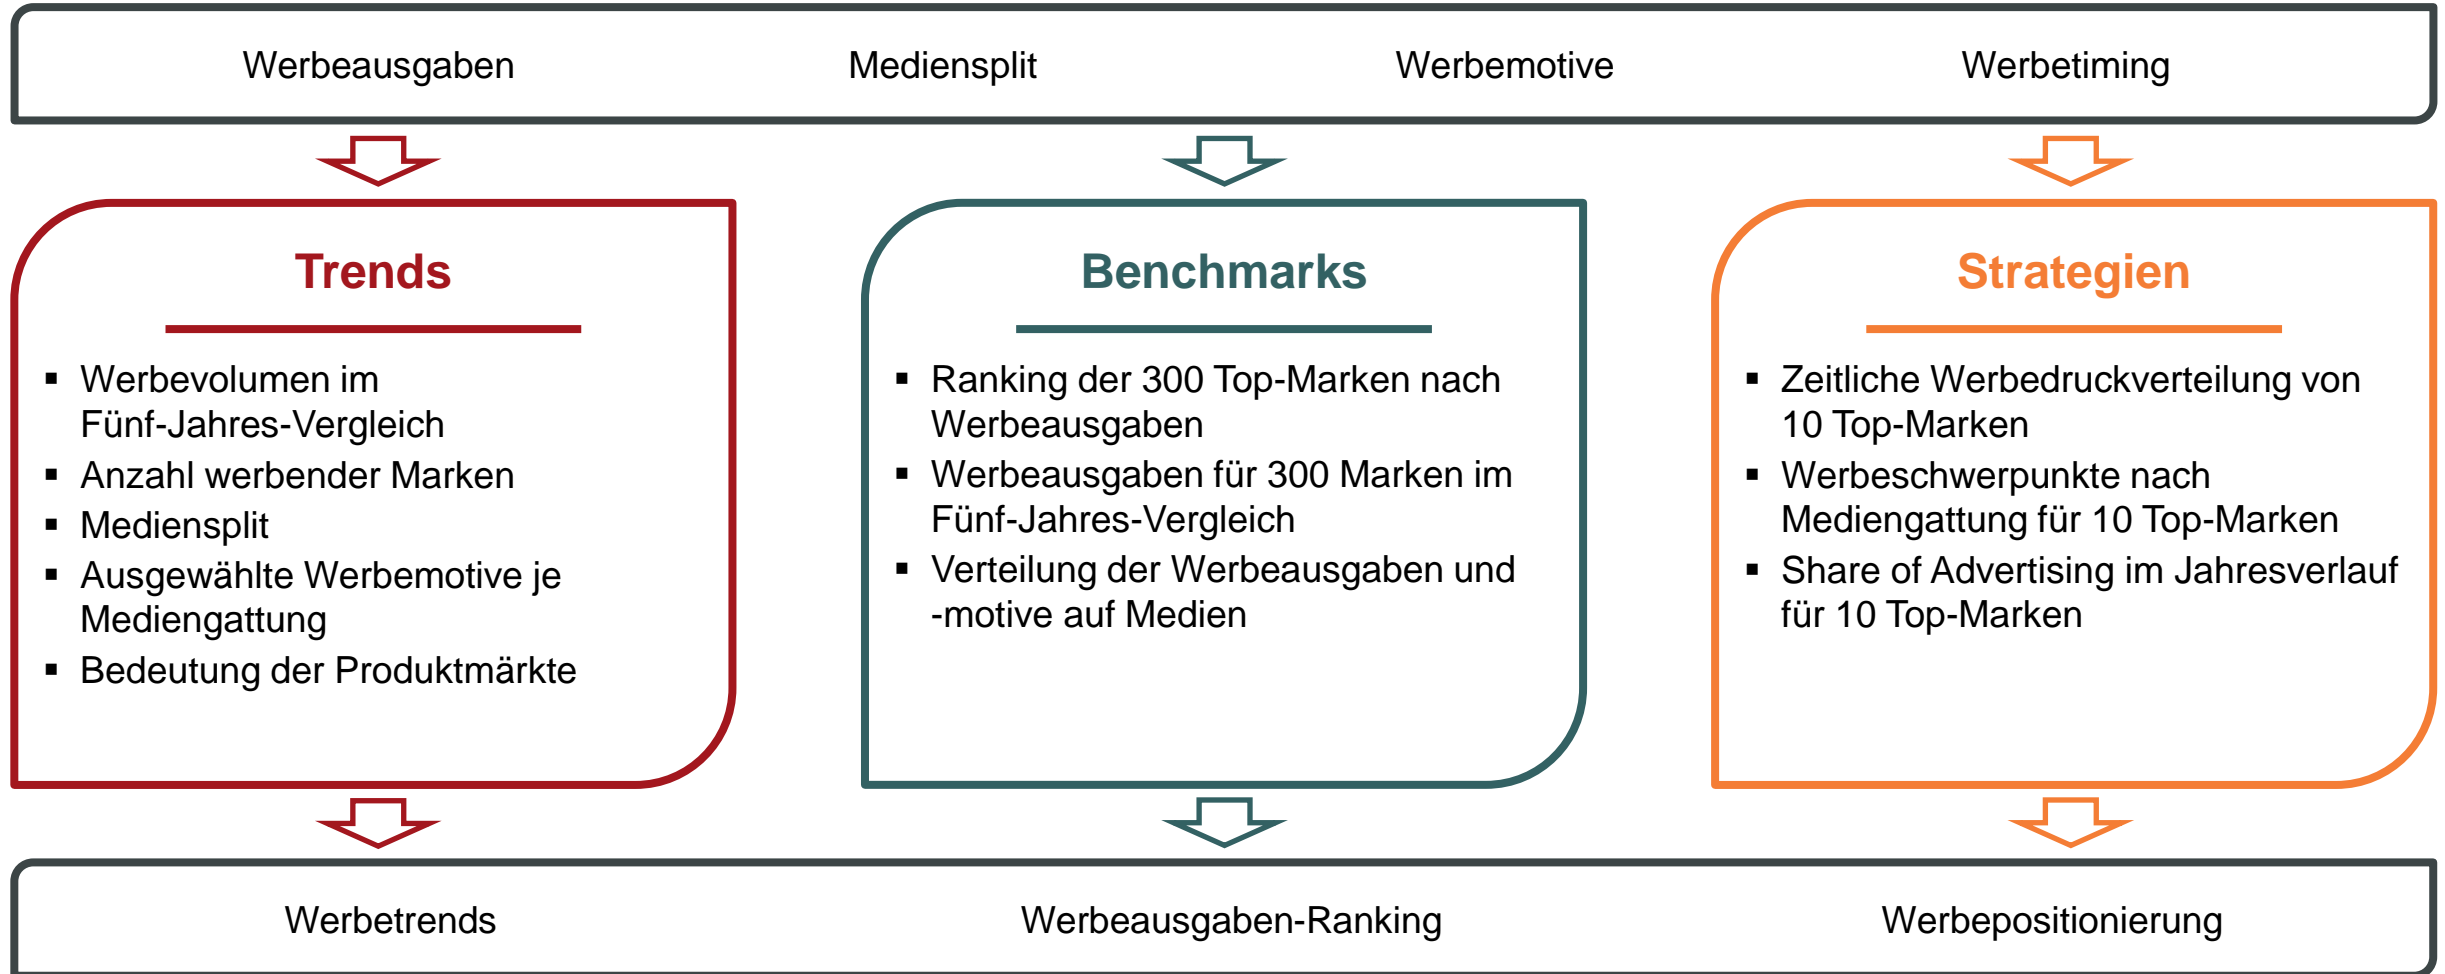 Werbeausgaben Mediensplit Werbemotive Werbetiming
Trends
▪ Werbevolumen im
Fünf-Jahres-Vergleich
▪ Anzahl werbender Marken
▪ Mediensplit
▪ Ausgewählte Werbemotive je
Mediengattung
▪ Bedeutung der Produktmärkte
Benchmarks
▪ Ranking der 300 Top-Marken nach
Werbeausgaben
▪ Werbeausgaben für 300 Marken im
Fünf-Jahres-Vergleich
▪ Verteilung der Werbeausgaben und
-motive auf Medien
Strategien
▪ Zeitliche Werbedruckverteilung von
10 Top-Marken
▪ Werbeschwerpunkte nach
Mediengattung für 10 Top-Marken
▪ Share of Advertising im Jahresverlauf
für 10 Top-Marken
Werbetrends Werbeausgaben-Ranking Werbepositionierung